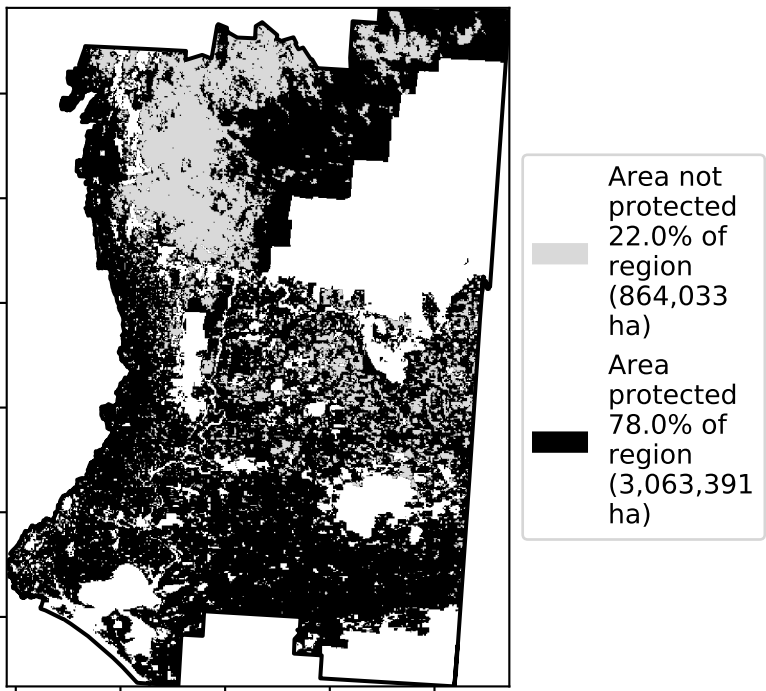 Area not
protected
22.0% of
region
(864,033
ha)
Area
protected
78.0% of
region
(3,063,391
ha)